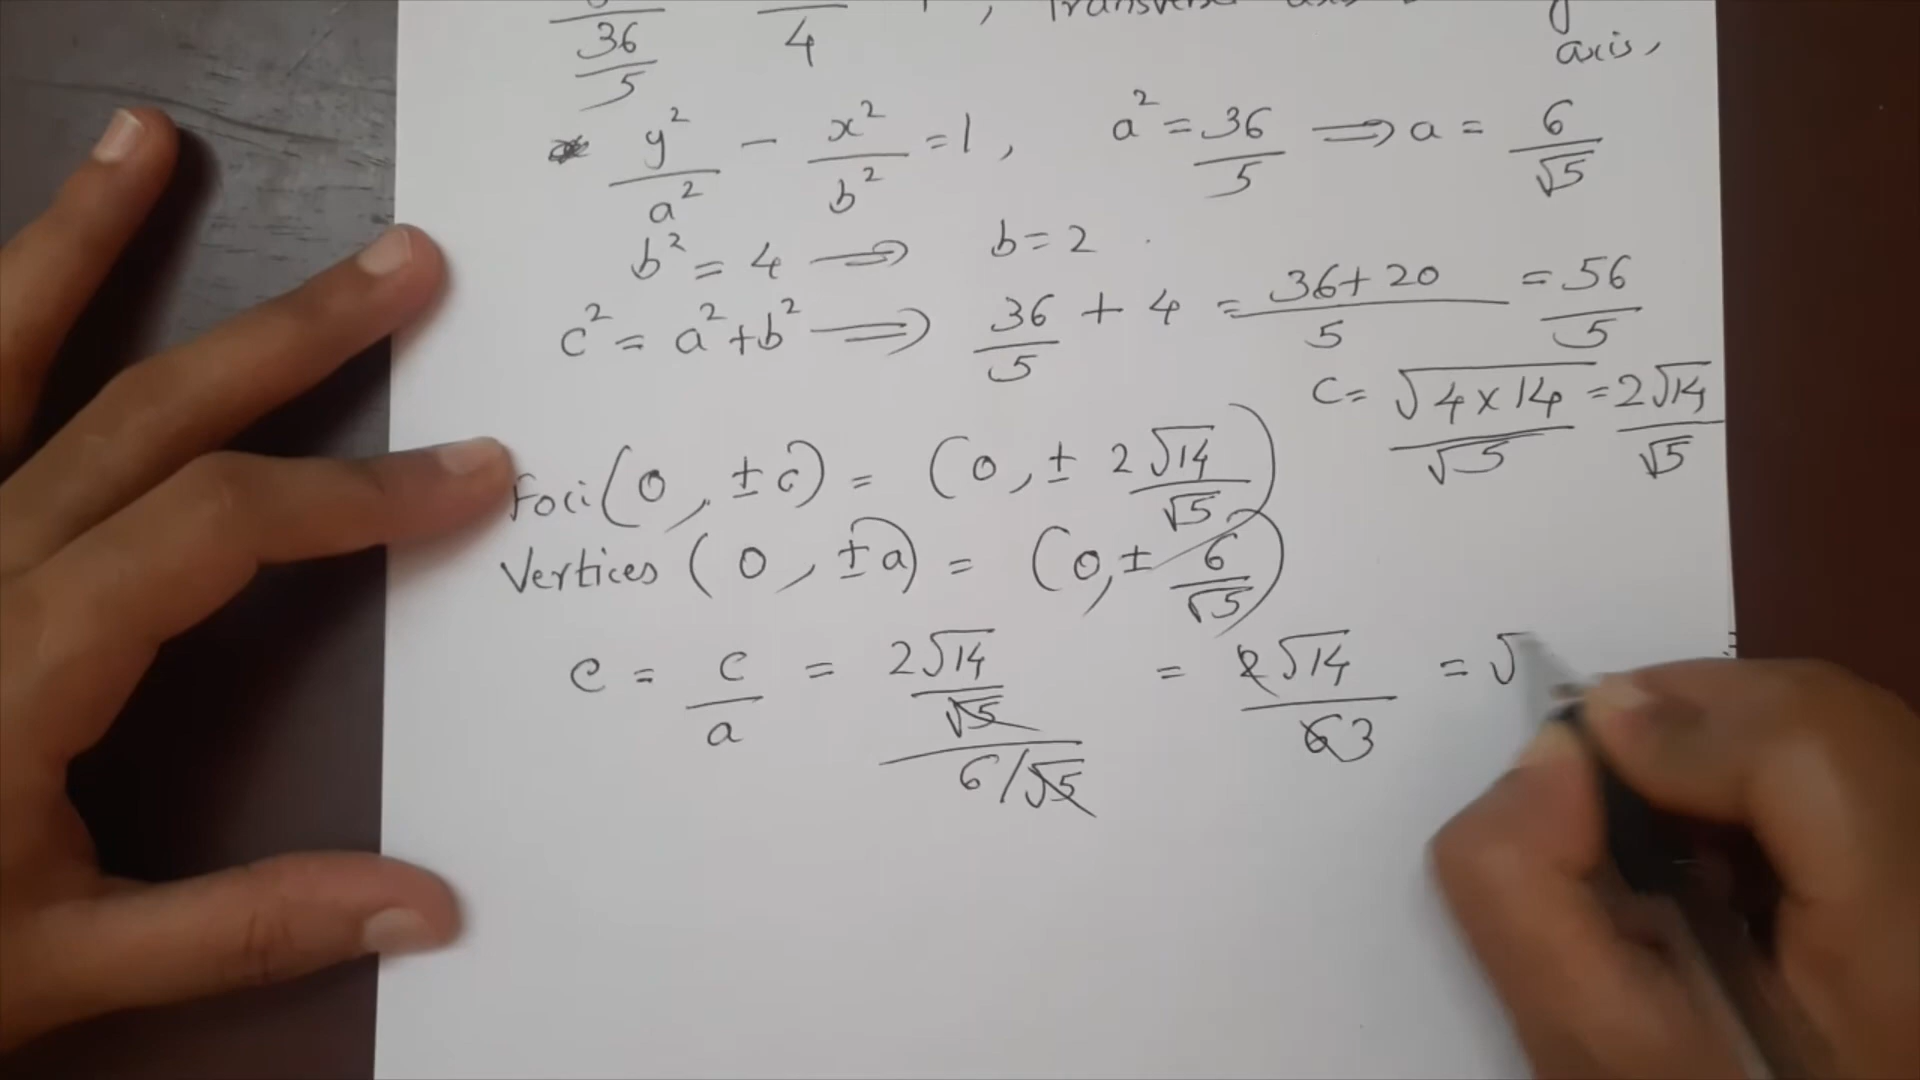 36/5 4 , Transverse axis
axis,
y²/a² - x²/b² = 1, a² = 36/5 ⟹ a = 6/√5
b² = 4 ⟹ b = 2
c² = a² + b² ⟹ 36/5 + 4 = (36+20)/5 = 56/5
c = √(4×14)/√5 = 2√14/√5
Foci (0, ±c) = (0, ± 2√14/√5)
Vertices (0, ±a) = (0, ± 6/√5)
e = c/a = (2√14/√5)/(6/√5) = 2√14/63 = √